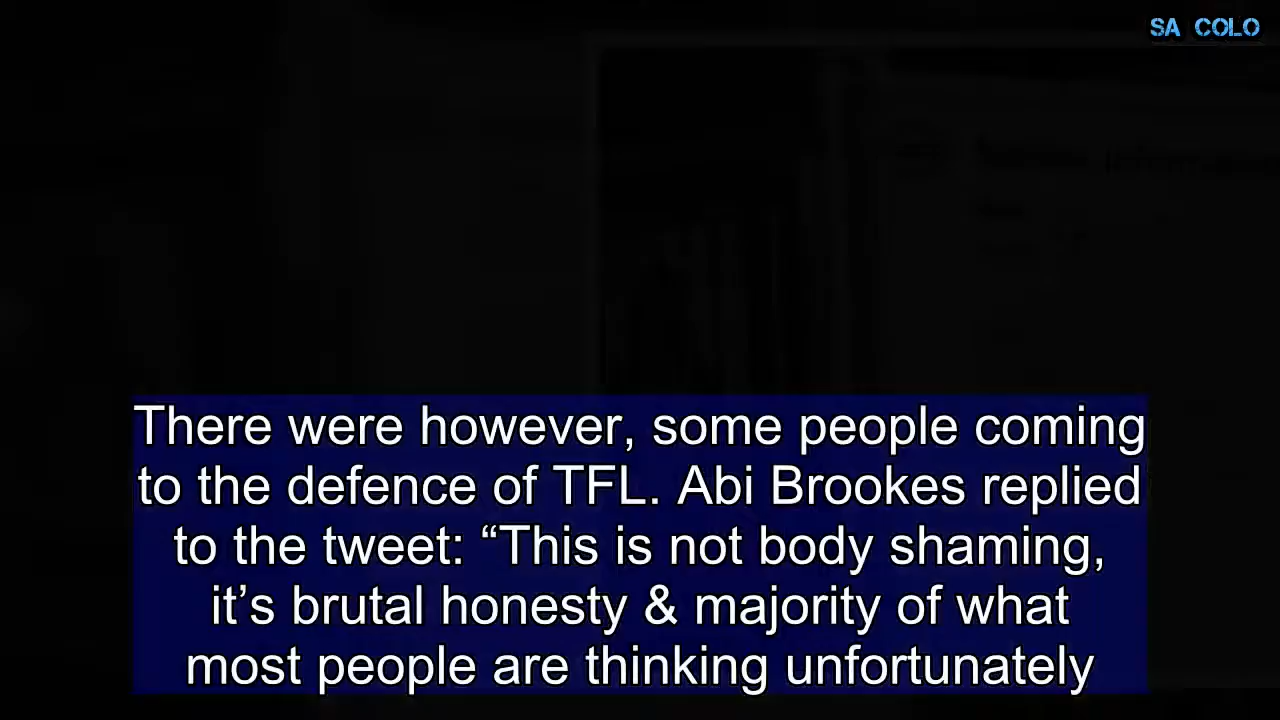 SA COLO
There were however, some people coming
to the defence of TFL. Abi Brookes replied
to the tweet: “This is not body shaming,
it’s brutal honesty & majority of what
most people are thinking unfortunately